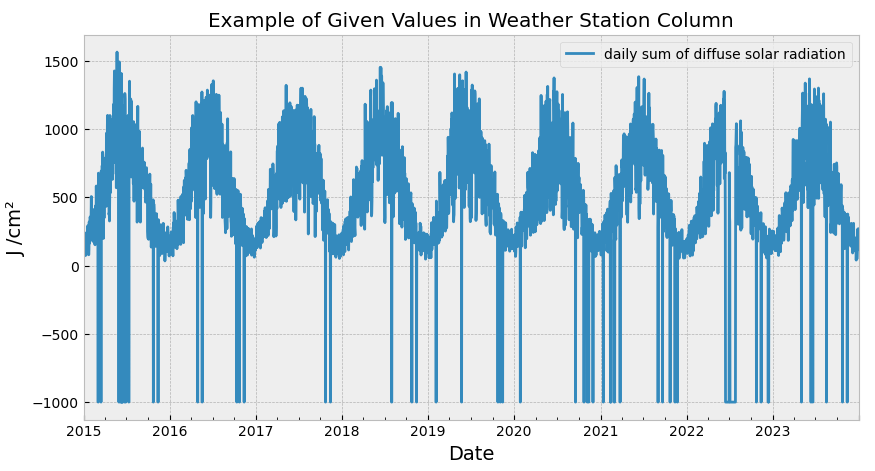 Example of Given Values in Weather Station Column
daily sum of diffuse solar radiation
J /cm²
1500
1000
500
0
−500
−1000
2015 2016 2017 2018 2019 2020 2021 2022 2023
Date